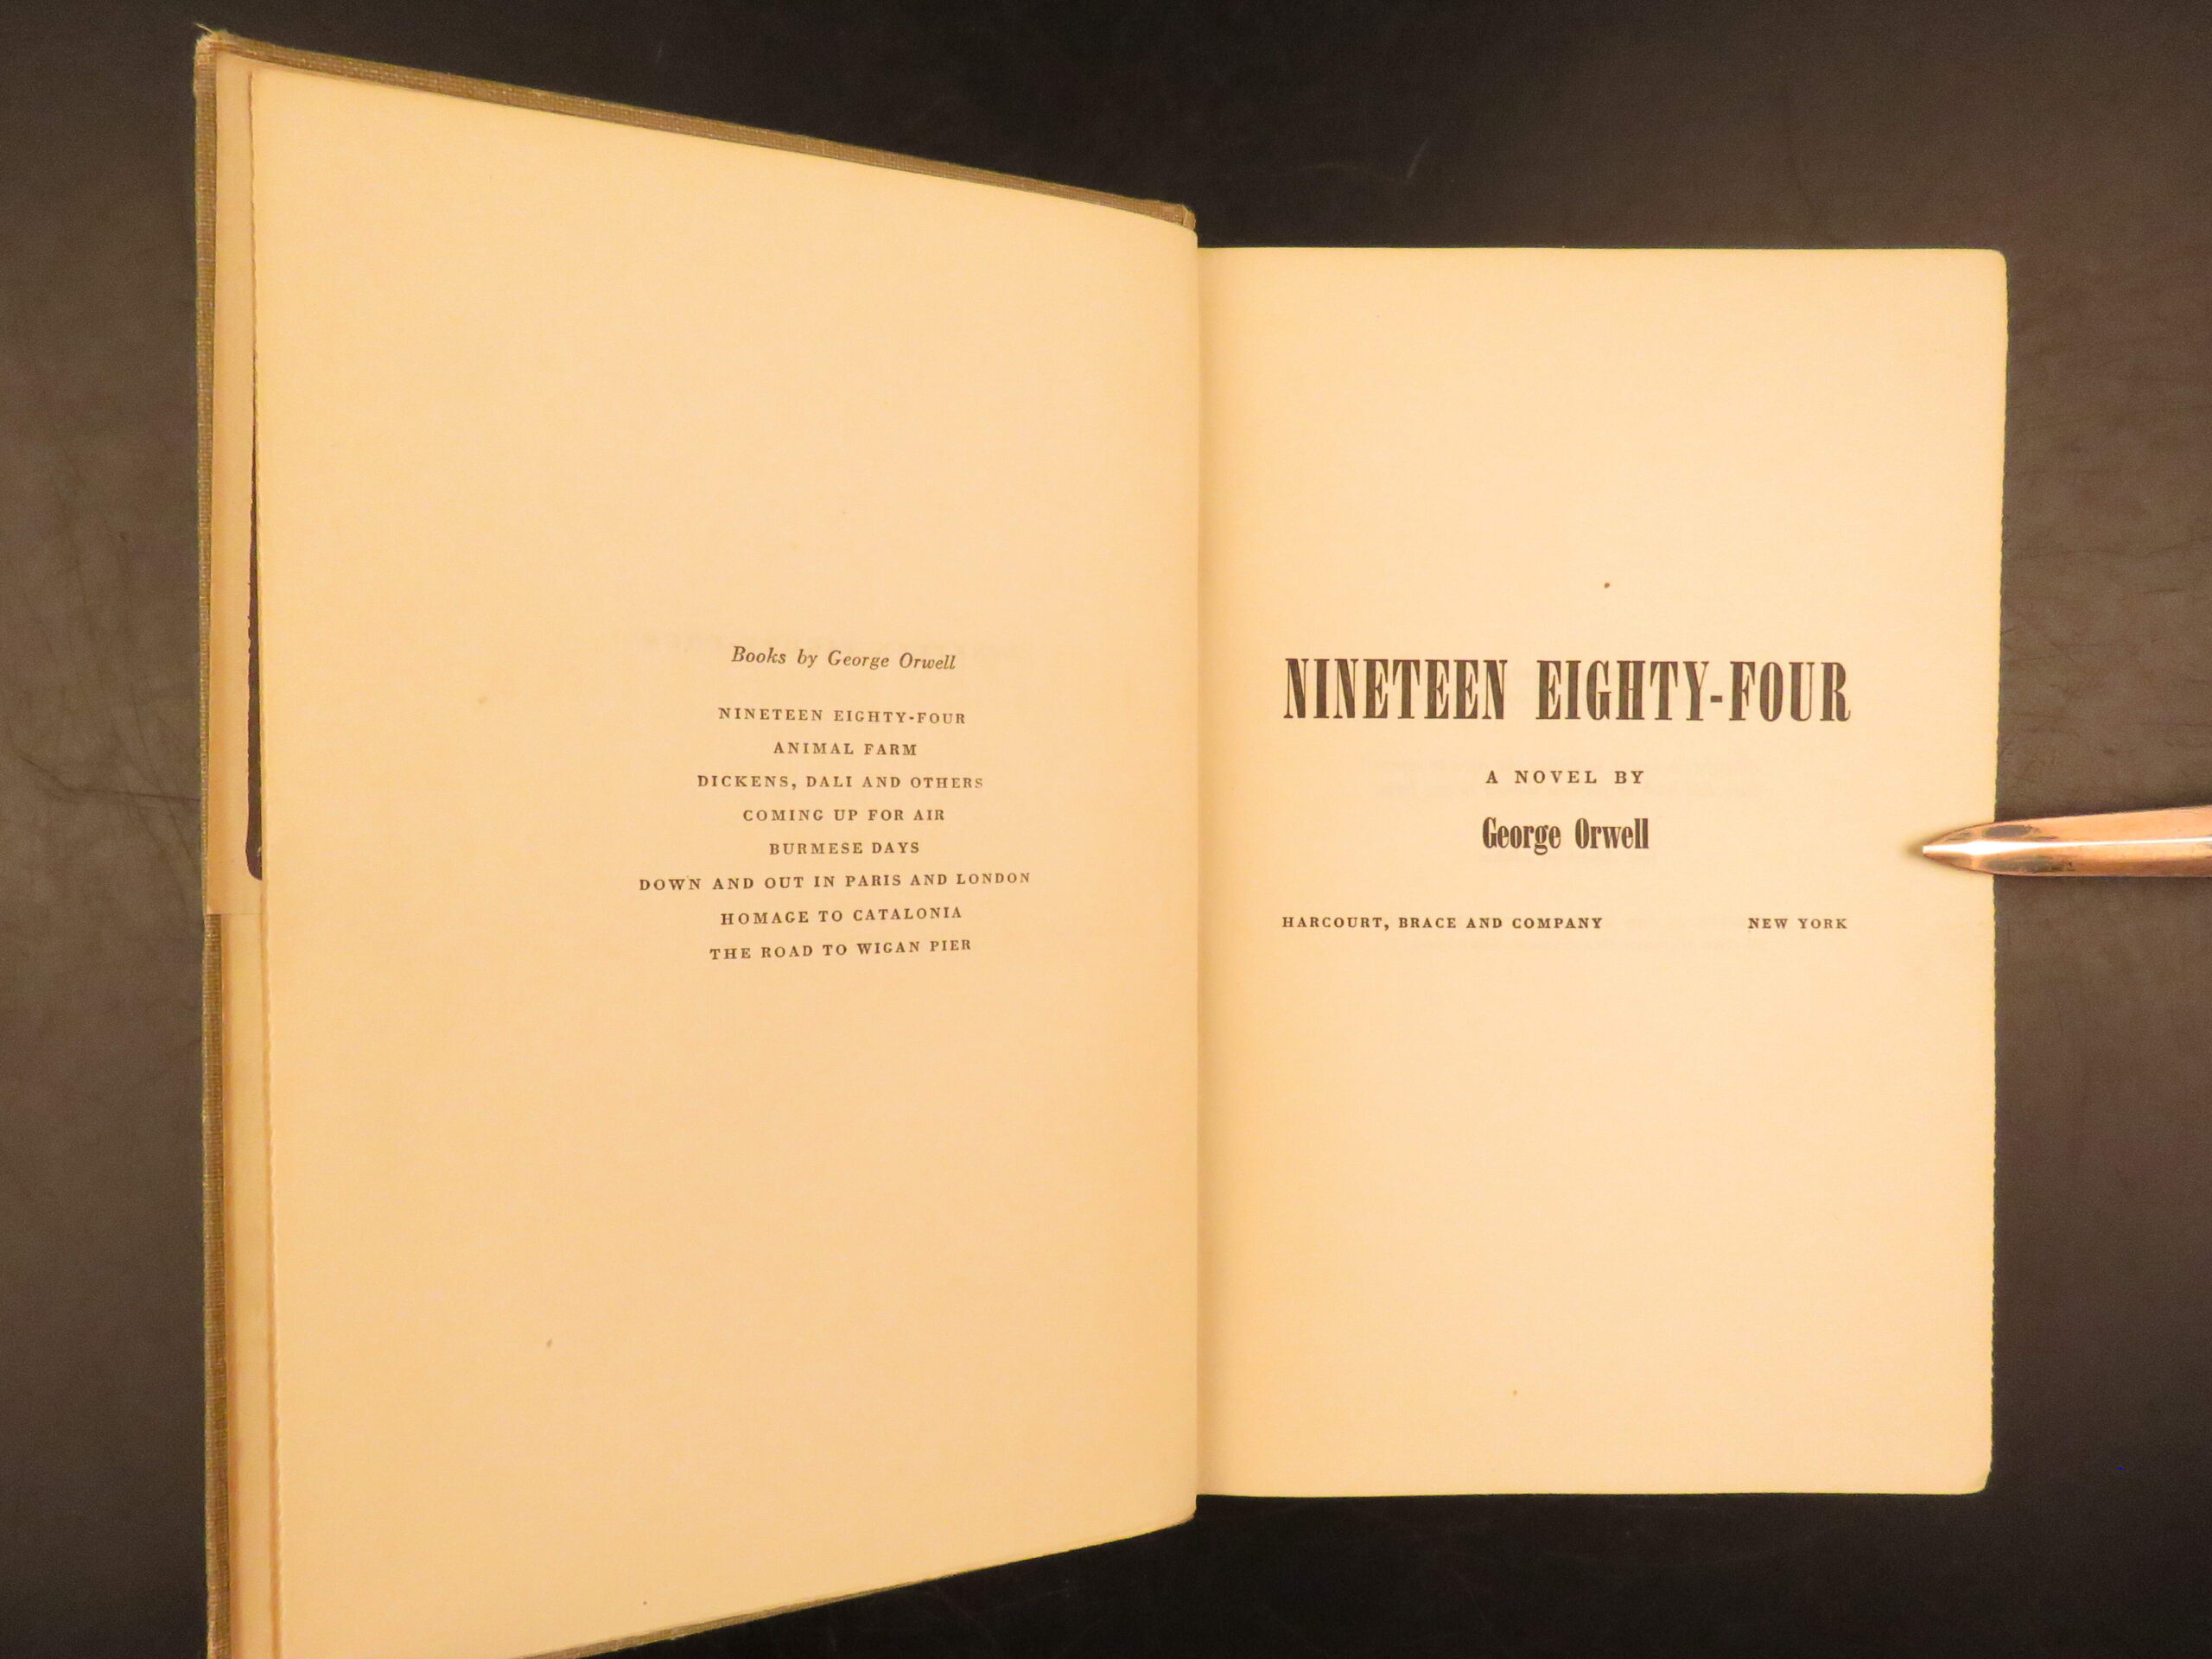 Books by George Orwell
NINETEEN EIGHTY-FOUR
ANIMAL FARM
DICKENS, DALI AND OTHERS
COMING UP FOR AIR
BURMESE DAYS
DOWN AND OUT IN PARIS AND LONDON
HOMAGE TO CATALONIA
THE ROAD TO WIGAN PIER
NINETEEN EIGHTY-FOUR
A NOVEL BY
George Orwell
HARCOURT, BRACE AND COMPANY NEW YORK